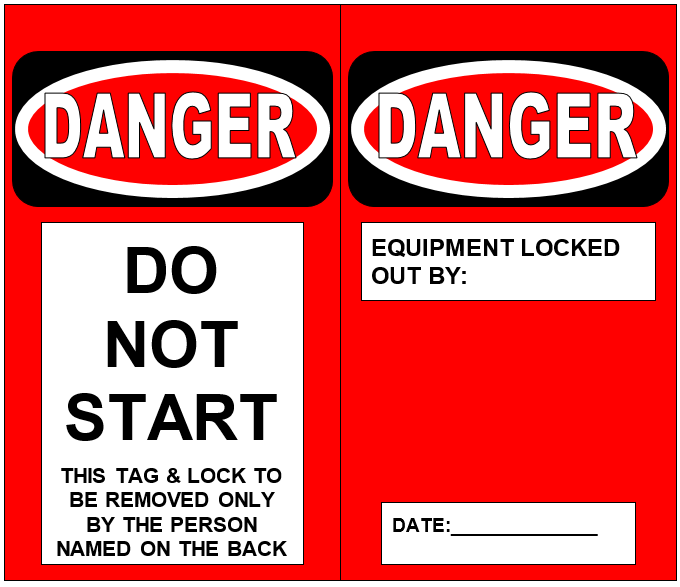 DANGER
DO
NOT
START
THIS TAG & LOCK TO
BE REMOVED ONLY
BY THE PERSON
NAMED ON THE BACK
DANGER
EQUIPMENT LOCKED
OUT BY:
DATE:______________